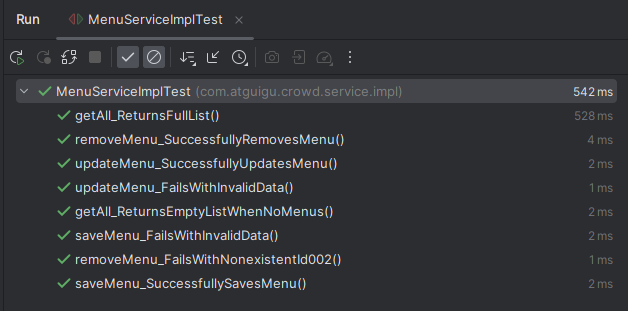 Run MenuServiceImplTest
MenuServiceImplTest (com.atguigu.crowd.service.impl) 542 ms
getAll_ReturnsFullList() 528 ms
removeMenu_SuccessfullyRemovesMenu() 4 ms
updateMenu_SuccessfullyUpdatesMenu() 2 ms
updateMenu_FailsWithInvalidData() 1 ms
getAll_ReturnsEmptyListWhenNoMenus() 2 ms
saveMenu_FailsWithInvalidData() 2 ms
removeMenu_FailsWithNonexistentId002() 1 ms
saveMenu_SuccessfullySavesMenu() 2 ms